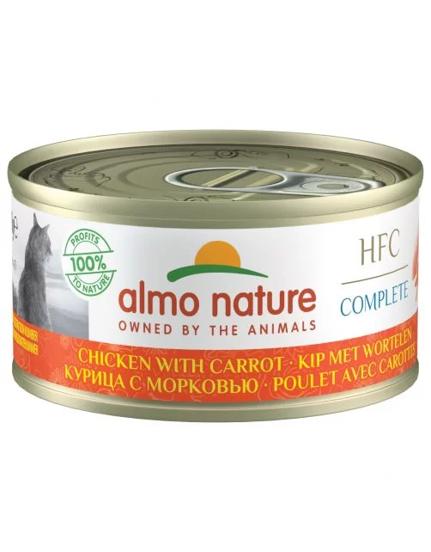 PROFITS
100%
TO NATURE
almo nature
OWNED BY THE ANIMALS
HFC
COMPLETE
CHICKEN WITH CARROT · KIP MET WORTELEN
КУРИЦА С МОРКОВЬЮ · POULET AVEC CAROTTES